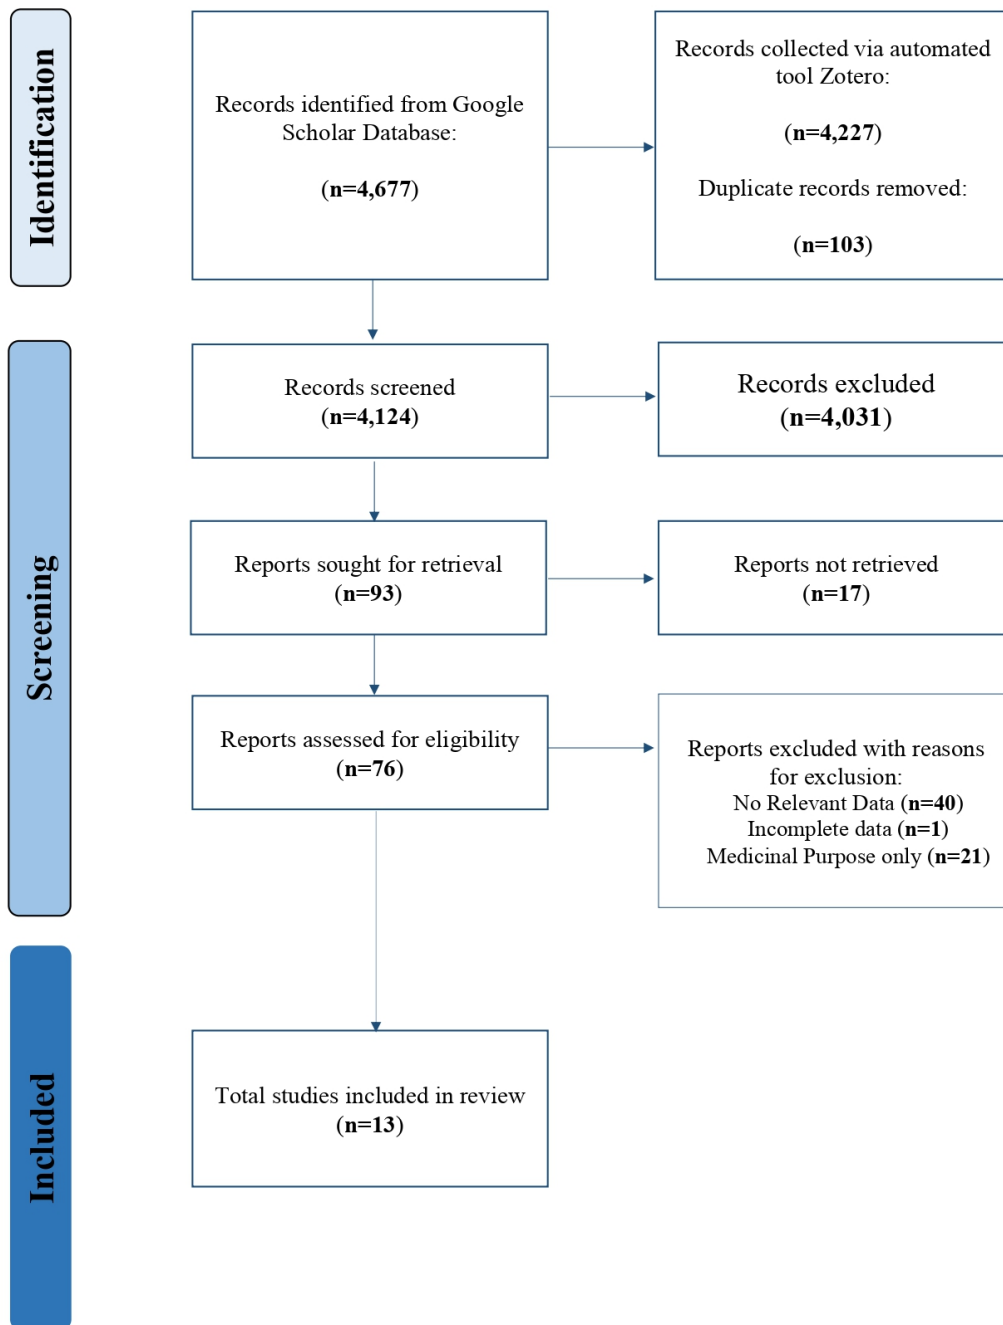 Identification
Records identified from Google
Scholar Database:
(n=4,677)
Records collected via automated
tool Zotero:
(n=4,227)
Duplicate records removed:
(n=103)
Screening
Records screened
(n=4,124)
Records excluded
(n=4,031)
Reports sought for retrieval
(n=93)
Reports not retrieved
(n=17)
Reports assessed for eligibility
(n=76)
Reports excluded with reasons
for exclusion:
No Relevant Data (n=40)
Incomplete data (n=1)
Medicinal Purpose only (n=21)
Included
Total studies included in review
(n=13)